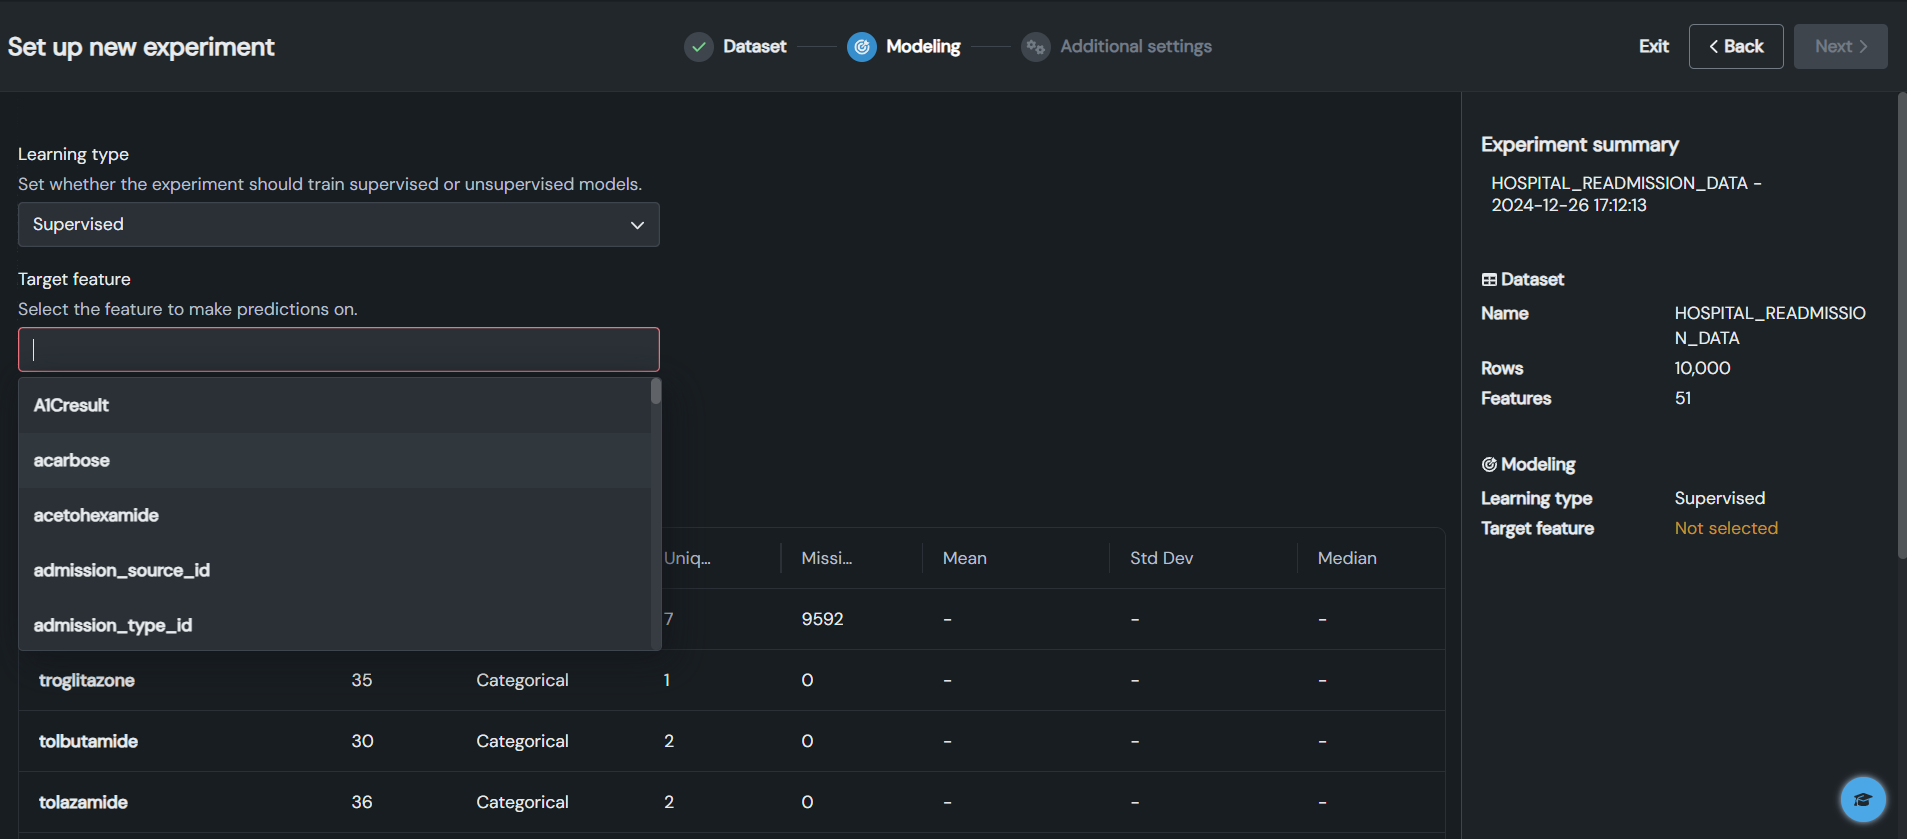 Set up new experiment
Dataset
Modeling
Additional settings
Exit
Back
Next
Learning type
Set whether the experiment should train supervised or unsupervised models.
Supervised
Target feature
Select the feature to make predictions on.
A1Cresult
acarbose
acetohexamide
admission_source_id
admission_type_id
Uniq... Missi... Mean Std Dev Median
7 9592 - - -
troglitazone 35 Categorical 1 0 - - -
tolbutamide 30 Categorical 2 0 - - -
tolazamide 36 Categorical 2 0 - - -
Experiment summary
HOSPITAL_READMISSION_DATA -
2024-12-26 17:12:13
Dataset
Name HOSPITAL_READMISSIO
N_DATA
Rows 10,000
Features 51
Modeling
Learning type Supervised
Target feature Not selected